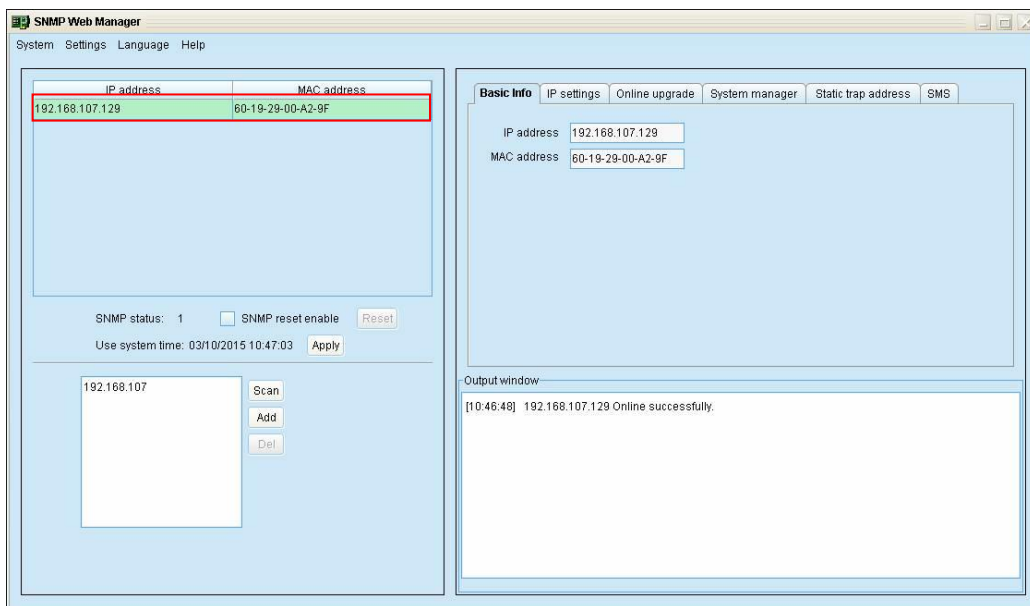 SNMP Web Manager
System Settings Language Help
IP address MAC address
192.168.107.129 60-19-29-00-A2-9F
SNMP status: 1 SNMP reset enable Reset
Use system time: 03/10/2015 10:47:03 Apply
192.168.107
Scan
Add
Del
Basic Info IP settings Online upgrade System manager Static trap address SMS
IP address 192.168.107.129
MAC address 60-19-29-00-A2-9F
Output window
[10:46:48] 192.168.107.129 Online successfully.